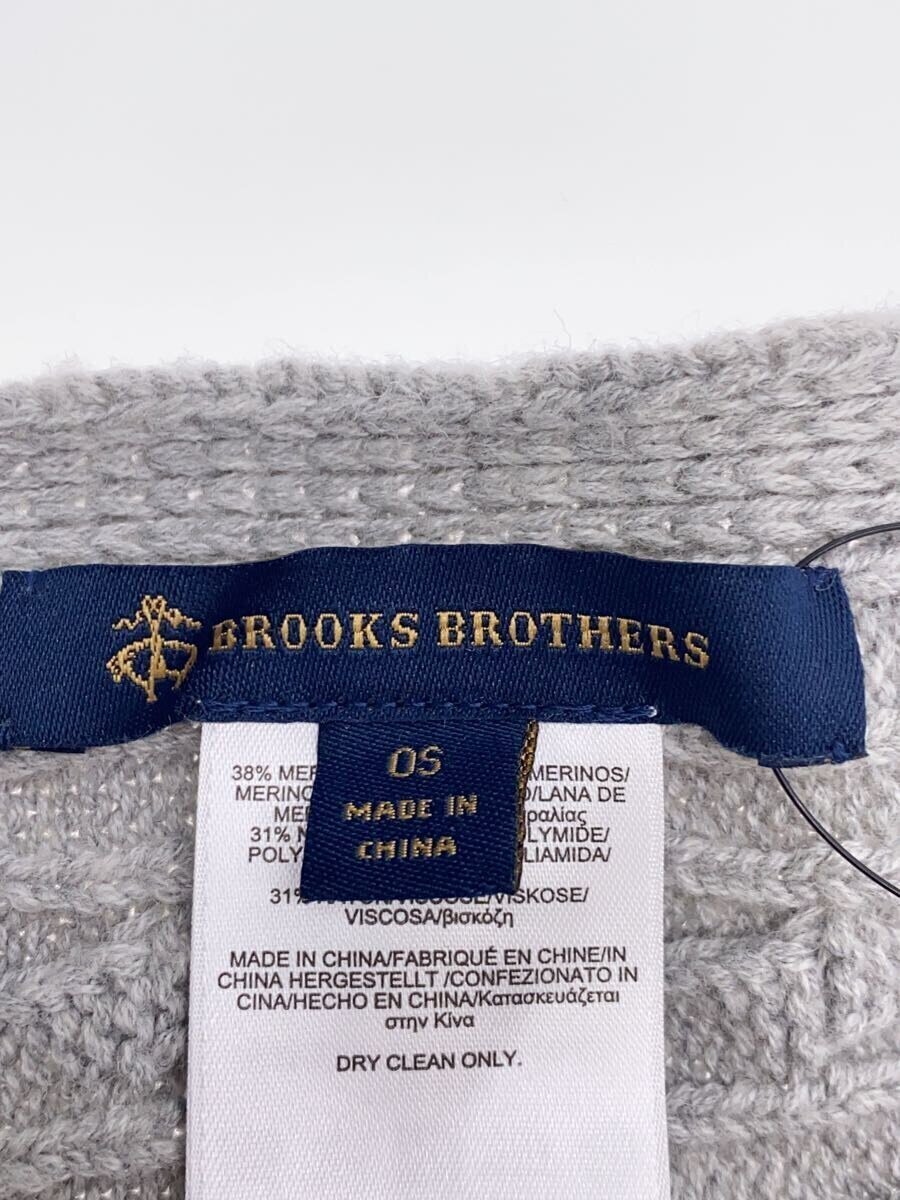 BROOKS BROTHERS
OS
MADE IN
CHINA
38% MERINOS/
MERINO /LANA DE
31% LYMIDE/
POLY LIAMIDA/
31% /VISKOSE/
VISCOSA/βισκόζη
MADE IN CHINA/FABRIQUÉ EN CHINE/IN
CHINA HERGESTELLT /CONFEZIONATO IN
CINA/HECHO EN CHINA/Κατασκευάζεται
στην Κίνα
DRY CLEAN ONLY.